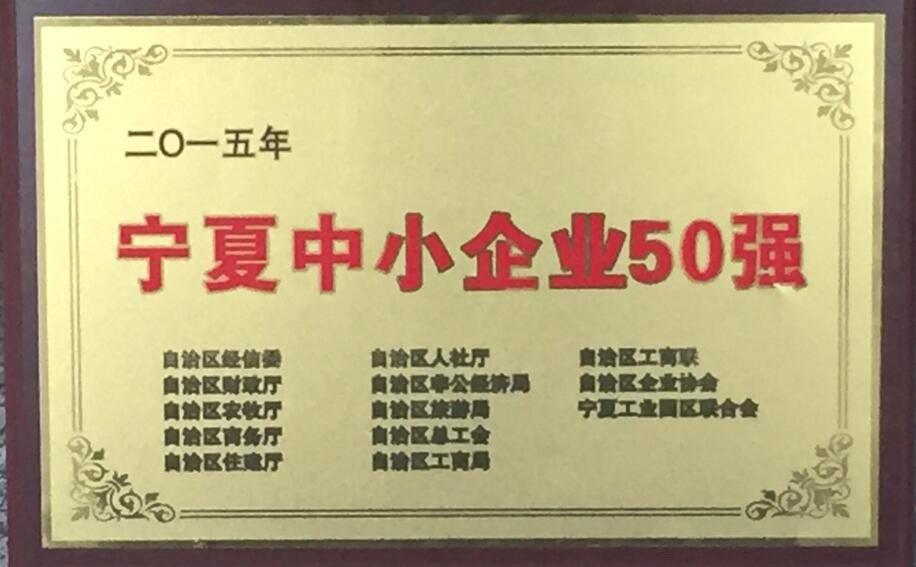 二〇一五年
宁夏中小企业50强
自治区经信委
自治区财政厅
自治区农牧厅
自治区商务厅
自治区住建厅
自治区人社厅
自治区非公经济局
自治区旅游局
自治区总工会
自治区工商局
自治区工商联
自治区企业协会
宁夏工业园区联合会